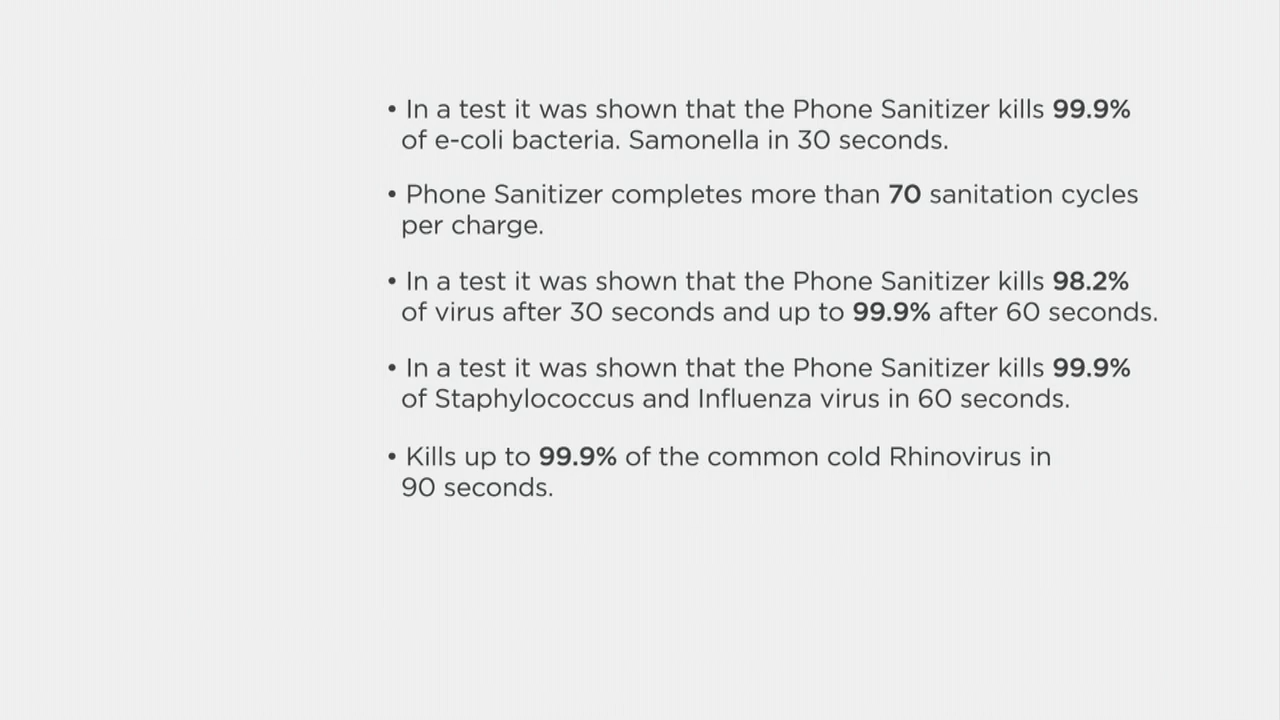 • In a test it was shown that the Phone Sanitizer kills 99.9%
of e-coli bacteria. Samonella in 30 seconds.
• Phone Sanitizer completes more than 70 sanitation cycles
per charge.
• In a test it was shown that the Phone Sanitizer kills 98.2%
of virus after 30 seconds and up to 99.9% after 60 seconds.
• In a test it was shown that the Phone Sanitizer kills 99.9%
of Staphylococcus and Influenza virus in 60 seconds.
• Kills up to 99.9% of the common cold Rhinovirus in
90 seconds.